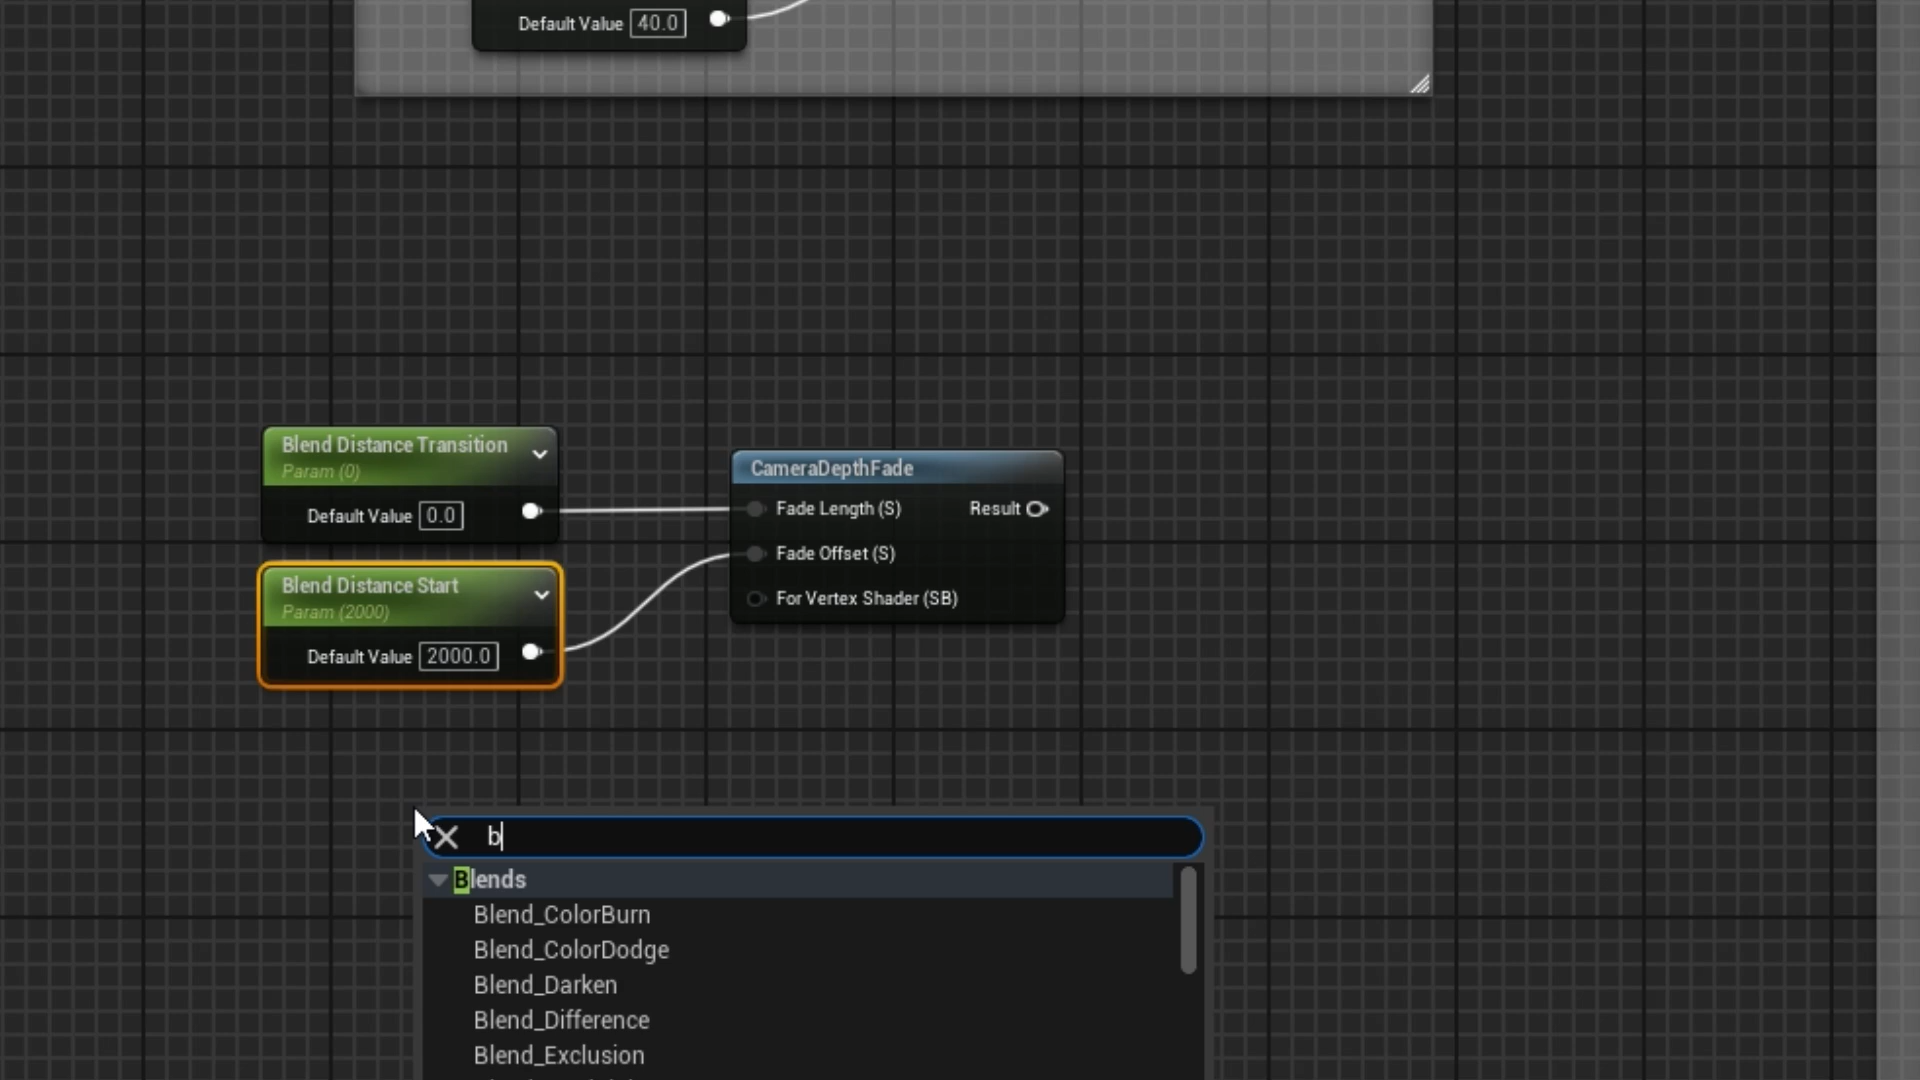 Default Value 40.0
Blend Distance Transition
Param (0)
Default Value 0.0
Blend Distance Start
Param (2000)
Default Value 2000.0
CameraDepthFade
Fade Length (S) Result
Fade Offset (S)
For Vertex Shader (SB)
b
Blends
Blend_ColorBurn
Blend_ColorDodge
Blend_Darken
Blend_Difference
Blend_Exclusion